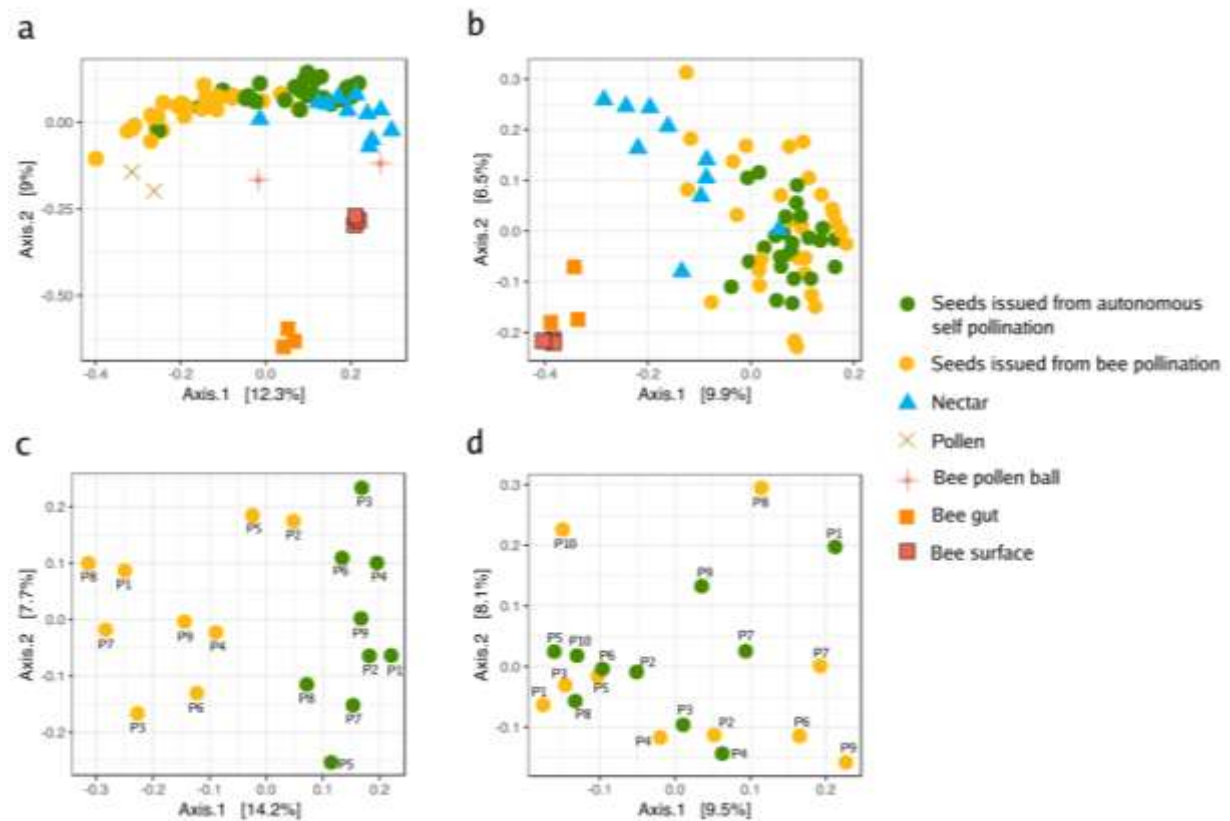 a
0.00
-0.25
-0.50
Axis.2 [9%]
-0.4
-0.2
0.0
0.2
Axis.1 [12.3%]
b
0.3
0.2
0.1
0.0
-0.1
-0.2
Axis.2 [6.5%]
-0.4
-0.2
0.0
0.2
Axis.1 [9.9%]
Seeds issued from autonomous
self pollination
Seeds issued from bee pollination
Nectar
Pollen
Bee pollen ball
Bee gut
Bee surface
c
0.2
0.1
0.0
-0.1
-0.2
Axis.2 [7.7%]
P3
P5
P2
P6
P4
P8
P1
P7
P9
P4
P9
P2
P1
P6
P8
P3
P7
P5
-0.3
-0.2
-0.1
0.0
0.1
0.2
Axis.1 [14.2%]
d
0.3
0.2
0.1
0.0
-0.1
Axis.2 [8.1%]
P8
P10
P1
P9
P5
P10
P6
P2
P7
P7
P3
P5
P1
P8
P3
P4
P2
P4
P6
P9
-0.1
0.0
0.1
0.2
Axis.1 [9.5%]